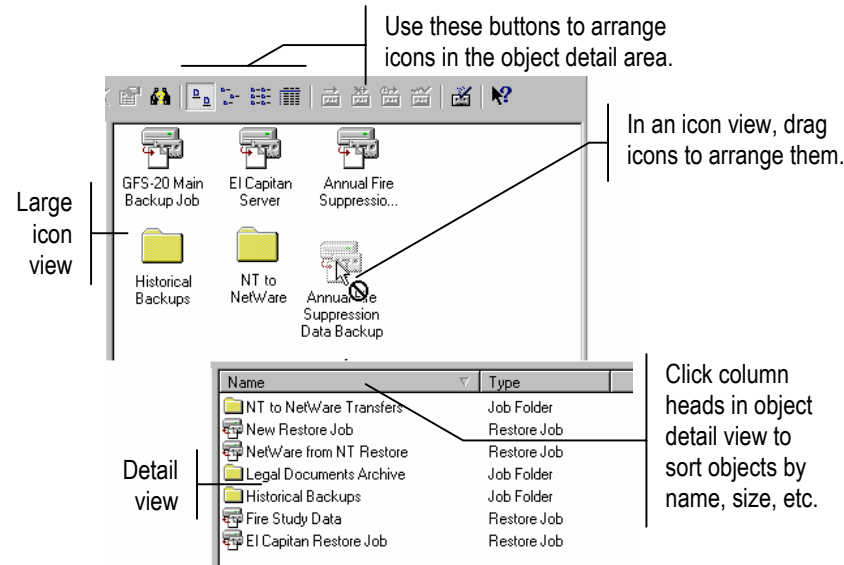 Use these buttons to arrange
icons in the object detail area.
In an icon view, drag
icons to arrange them.
Large
icon
view
GFS-20 Main
Backup Job
El Capitan
Server
Annual Fire
Suppressio...
Historical
Backups
NT to
NetWare
Annual Fire
Suppression
Data Backup
Click column
heads in object
detail view to
sort objects by
name, size, etc.
Detail
view
Name Type
NT to NetWare Transfers Job Folder
New Restore Job Restore Job
NetWare from NT Restore Restore Job
Legal Documents Archive Job Folder
Historical Backups Job Folder
Fire Study Data Restore Job
El Capitan Restore Job Restore Job